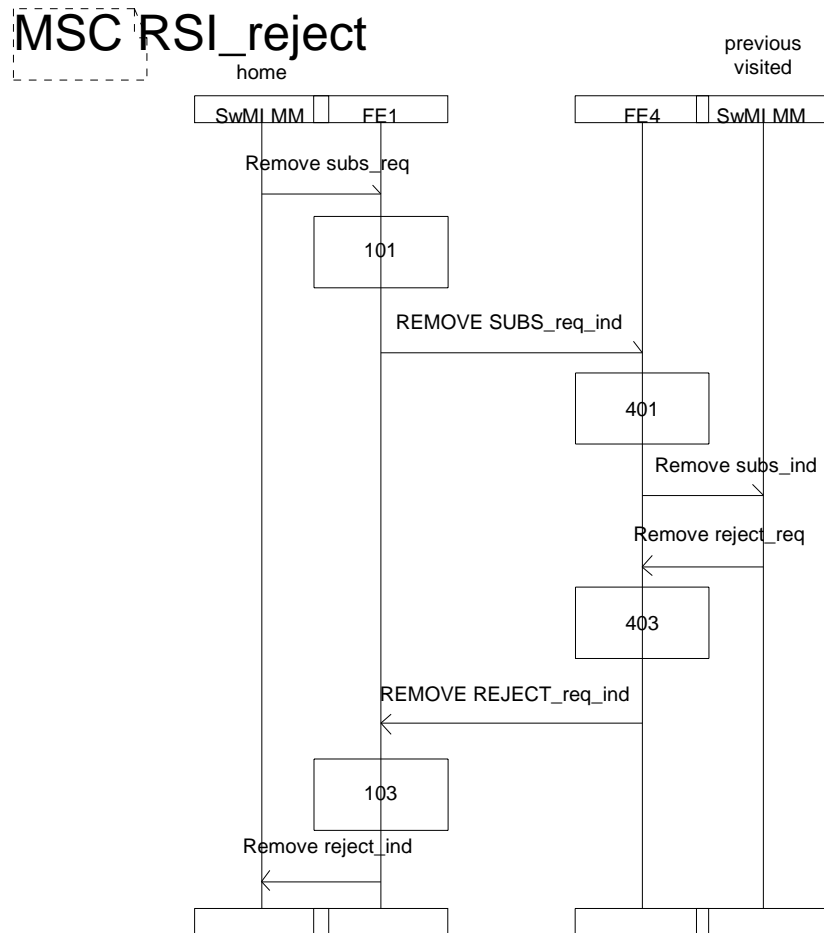 MSC RSI_reject
home
previous
visited
SwMI MM FE1 FE4 SwMI MM
Remove subs_req
101
REMOVE SUBS_req_ind
401
Remove subs_ind
Remove reject_req
403
REMOVE REJECT_req_ind
103
Remove reject_ind